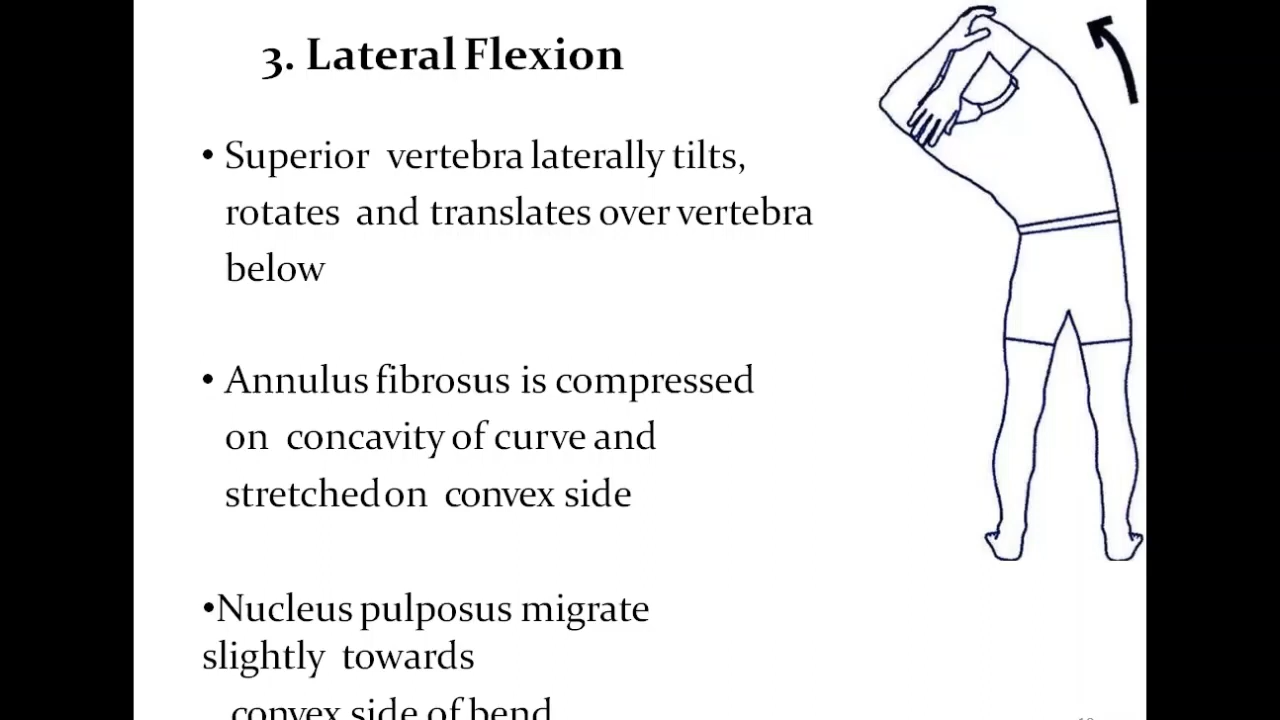 3. Lateral Flexion
• Superior vertebra laterally tilts,
rotates and translates over vertebra
below
• Annulus fibrosus is compressed
on concavity of curve and
stretched on convex side
•Nucleus pulposus migrate
slightly towards
convex side of bend